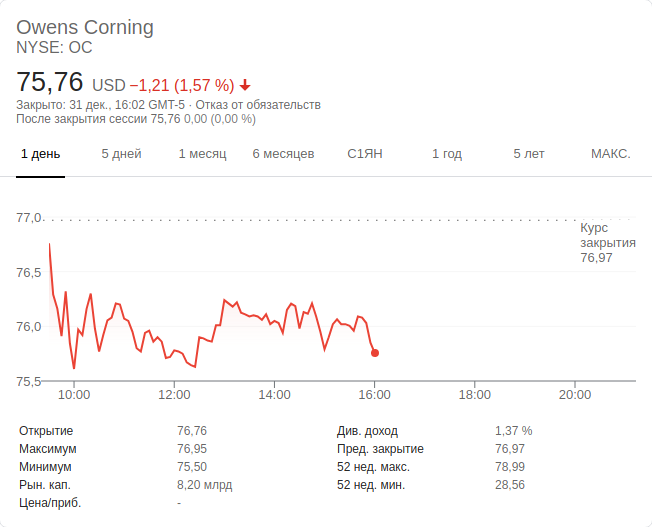 Owens Corning
NYSE: OC
75,76 USD −1,21 (1,57 %)
Закрыто: 31 дек., 16:02 GMT-5 · Отказ от обязательств
После закрытия сессии 75,76 0,00 (0,00 %)
1 день 5 дней 1 месяц 6 месяцев С1ЯН 1 год 5 лет МАКС.
77,0
Курс
закрытия
76,97
76,5
76,0
75,5
10:00 12:00 14:00 16:00 18:00 20:00
Открытие 76,76 Див. доход 1,37 %
Максимум 76,95 Пред. закрытие 76,97
Минимум 75,50 52 нед. макс. 78,99
Рын. кап. 8,20 млрд 52 нед. мин. 28,56
Цена/приб. -